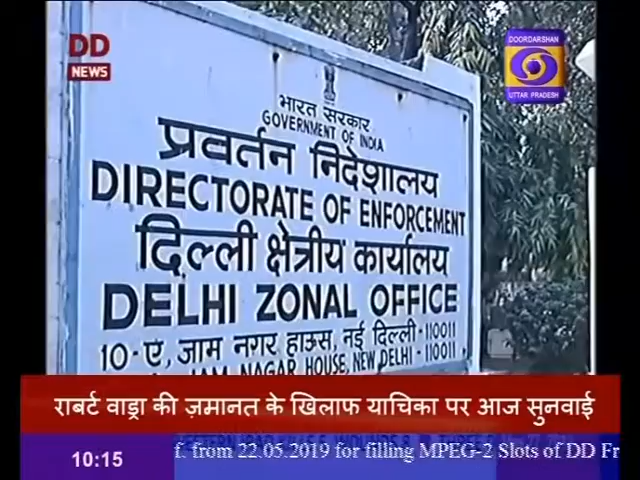 DD
NEWS
DOORDARSHAN
UTTAR PRADESH
भारत सरकार
GOVERNMENT OF INDIA
प्रवर्तन निदेशालय
DIRECTORATE OF ENFORCEMENT
दिल्ली क्षेत्रीय कार्यालय
DELHI ZONAL OFFICE
10-ए, जाम नगर हाऊस, नई दिल्ली - 110011
JAM NAGAR HOUSE, NEW DELHI - 110011
राबर्ट वाड्रा की ज़मानत के खिलाफ याचिका पर आज सुनवाई
10:15
f. from 22.05.2019 for filling MPEG-2 Slots of DD Fr